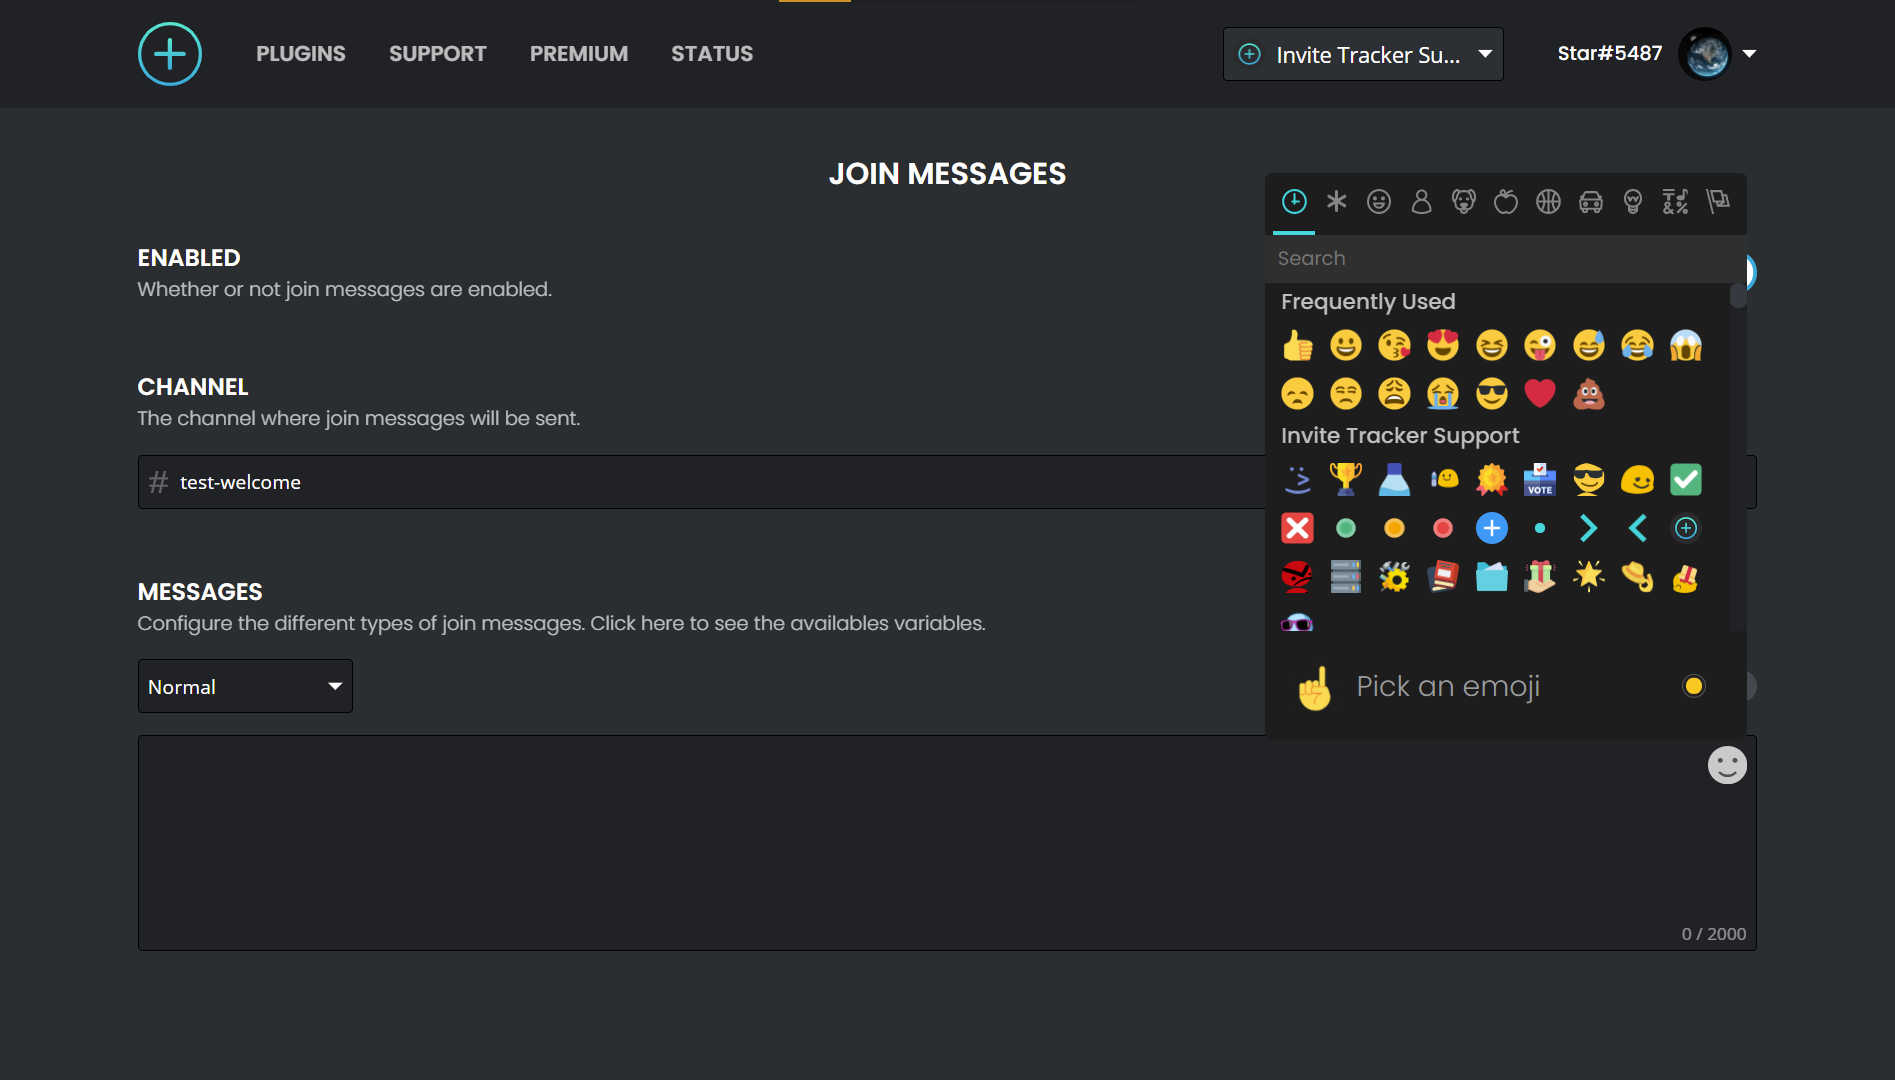 PLUGINS
SUPPORT
PREMIUM
STATUS
Invite Tracker Su...
Star#5487
JOIN MESSAGES
ENABLED
Whether or not join messages are enabled.
CHANNEL
The channel where join messages will be sent.
# test-welcome
MESSAGES
Configure the different types of join messages. Click here to see the availables variables.
Normal
0 / 2000
Search
Frequently Used
Invite Tracker Support
VOTE
Pick an emoji